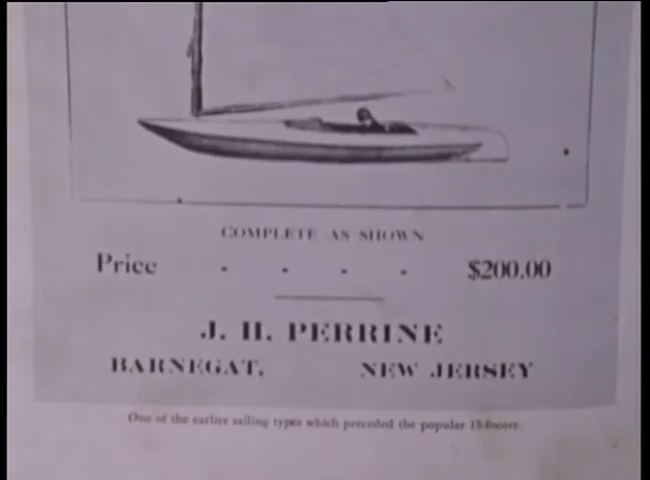 COMPLETE AS SHOWN
Price - - - - $200.00
J. H. PERRINE
BARNEGAT, NEW JERSEY
One of the earlier sailing types which preceded the popular 15-footer.